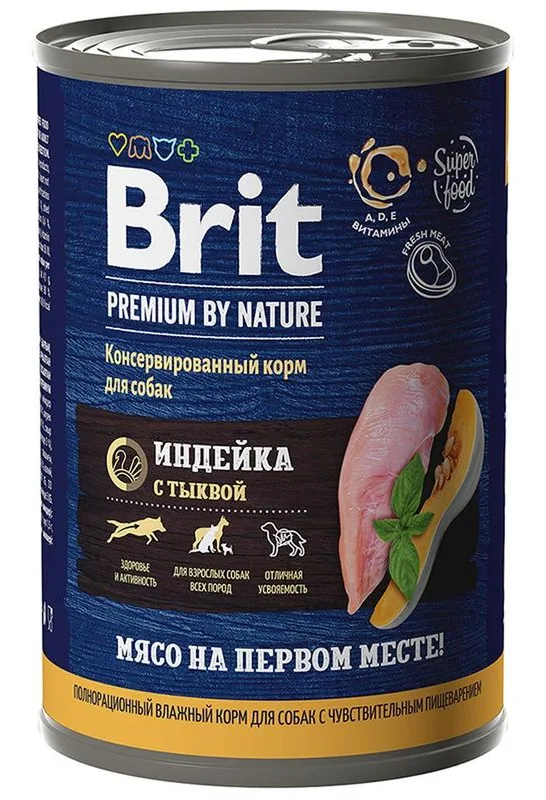 Super
food
A, D, E
ВИТАМИНЫ
FRESH MEAT
Brit
PREMIUM BY NATURE
Консервированный корм
для собак
ИНДЕЙКА
С ТЫКВОЙ
ЗДОРОВЬЕ
И АКТИВНОСТЬ
ДЛЯ ВЗРОСЛЫХ СОБАК
ВСЕХ ПОРОД
ОТЛИЧНАЯ
УСВОЯЕМОСТЬ
МЯСО НА ПЕРВОМ МЕСТЕ!
ПОЛНОРАЦИОННЫЙ ВЛАЖНЫЙ КОРМ ДЛЯ СОБАК С ЧУВСТВИТЕЛЬНЫМ ПИЩЕВАРЕНИЕМ